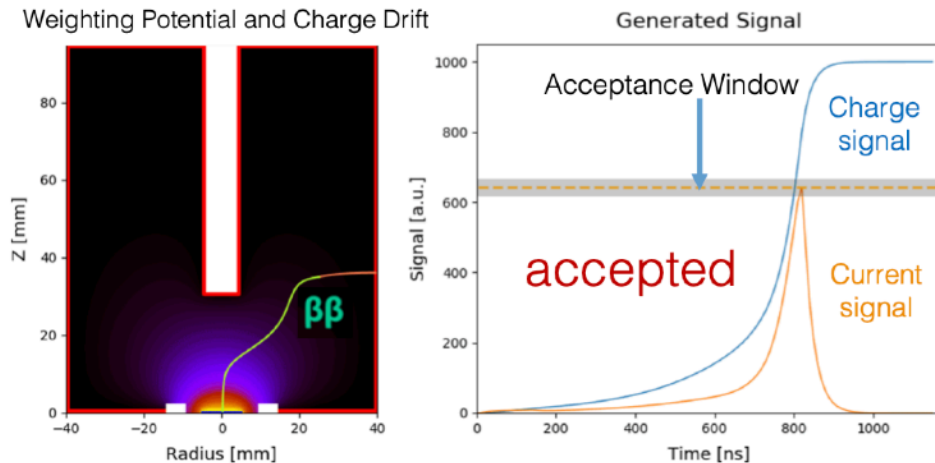 Weighting Potential and Charge Drift
Z [mm]
80
60
40
20
0
ββ
−40
−20
0
20
40
Radius [mm]
Generated Signal
Signal [a.u.]
1000
800
600
400
200
0
Acceptance Window
Charge
signal
accepted
Current
signal
0
200
400
600
800
1000
Time [ns]